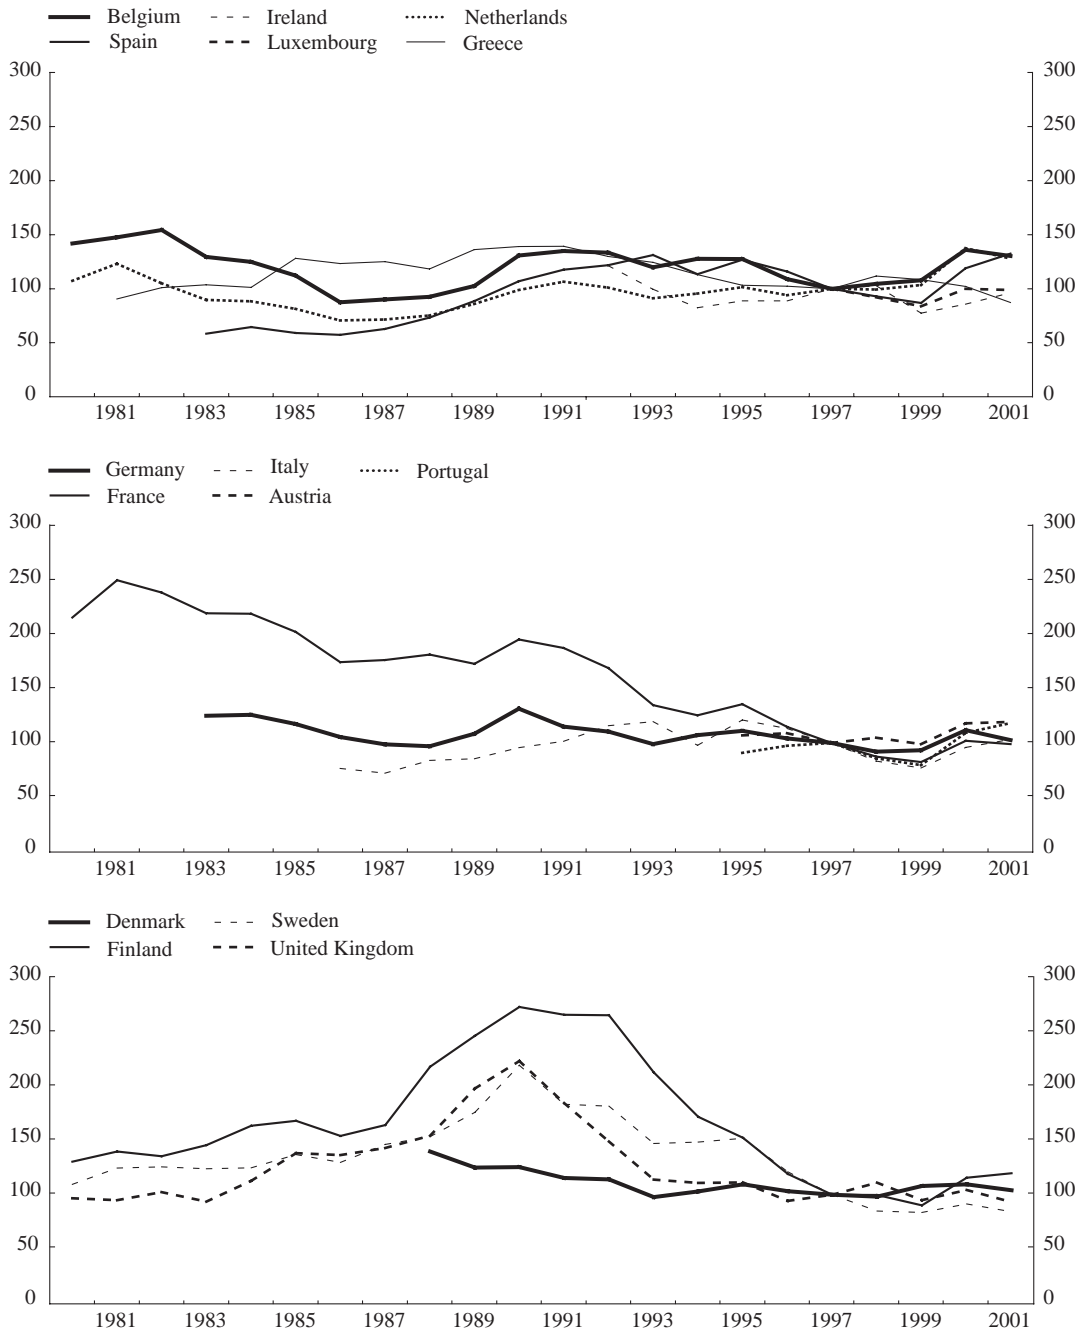 Belgium Ireland Netherlands
Spain Luxembourg Greece
300 300
250 250
200 200
150 150
100 100
50 50
0 0
1981 1983 1985 1987 1989 1991 1993 1995 1997 1999 2001
Germany Italy Portugal
France Austria
300 300
250 250
200 200
150 150
100 100
50 50
0 0
1981 1983 1985 1987 1989 1991 1993 1995 1997 1999 2001
Denmark Sweden
Finland United Kingdom
300 300
250 250
200 200
150 150
100 100
50 50
0 0
1981 1983 1985 1987 1989 1991 1993 1995 1997 1999 2001